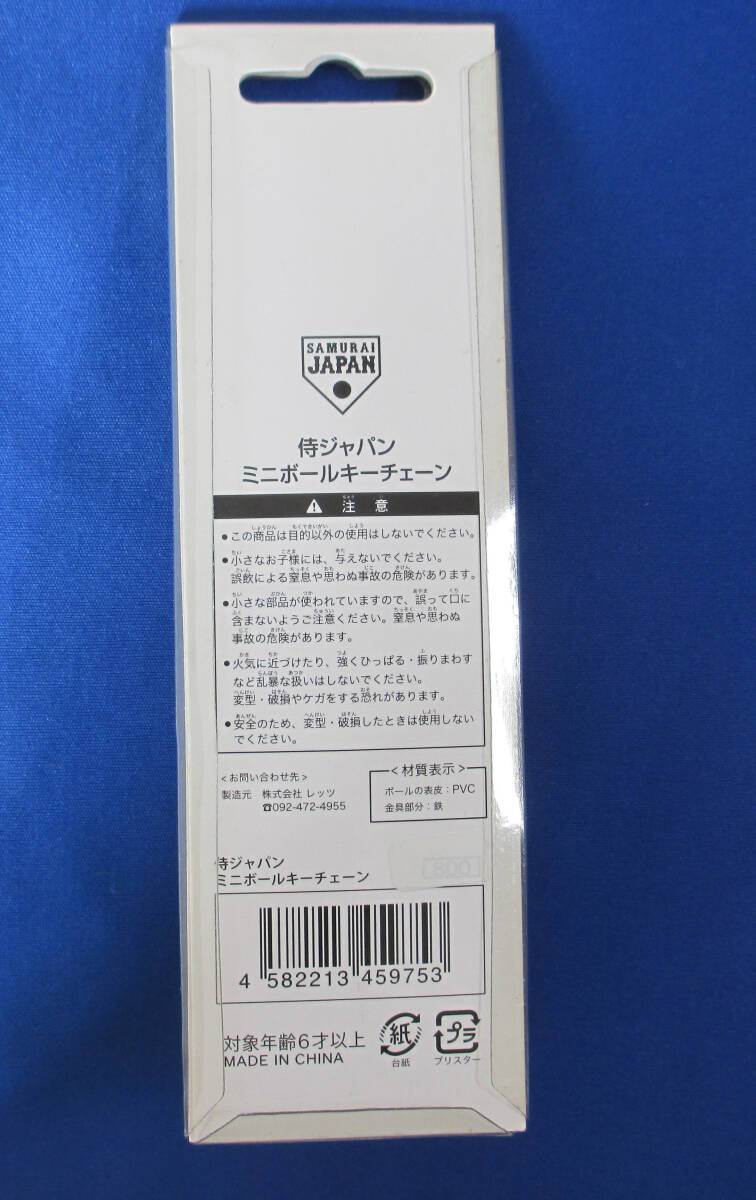 SAMURAI
JAPAN
侍ジャパン
ミニボールキーチェーン
注意
●この商品は目的以外の使用はしないでください。
●小さなお子様には、与えないでください。
誤飲による窒息や思わぬ事故の危険があります。
●小さな部品が使われていますので、誤って口に
含まないようご注意ください。窒息や思わぬ
事故の危険があります。
●火気に近づけたり、強くひっぱる・振りまわす
など乱暴な扱いはしないでください。
変型・破損やケガをする恐れがあります。
●安全のため、変型・破損したときは使用しない
でください。
<お問い合わせ先>
製造元 株式会社 レッツ
☎092-472-4955
<材質表示>
ボールの表皮:PVC
金具部分:鉄
侍ジャパン
ミニボールキーチェーン
800
4 582213 459753
対象年齢6才以上
MADE IN CHINA
紙
台紙
プラ
ブリスター